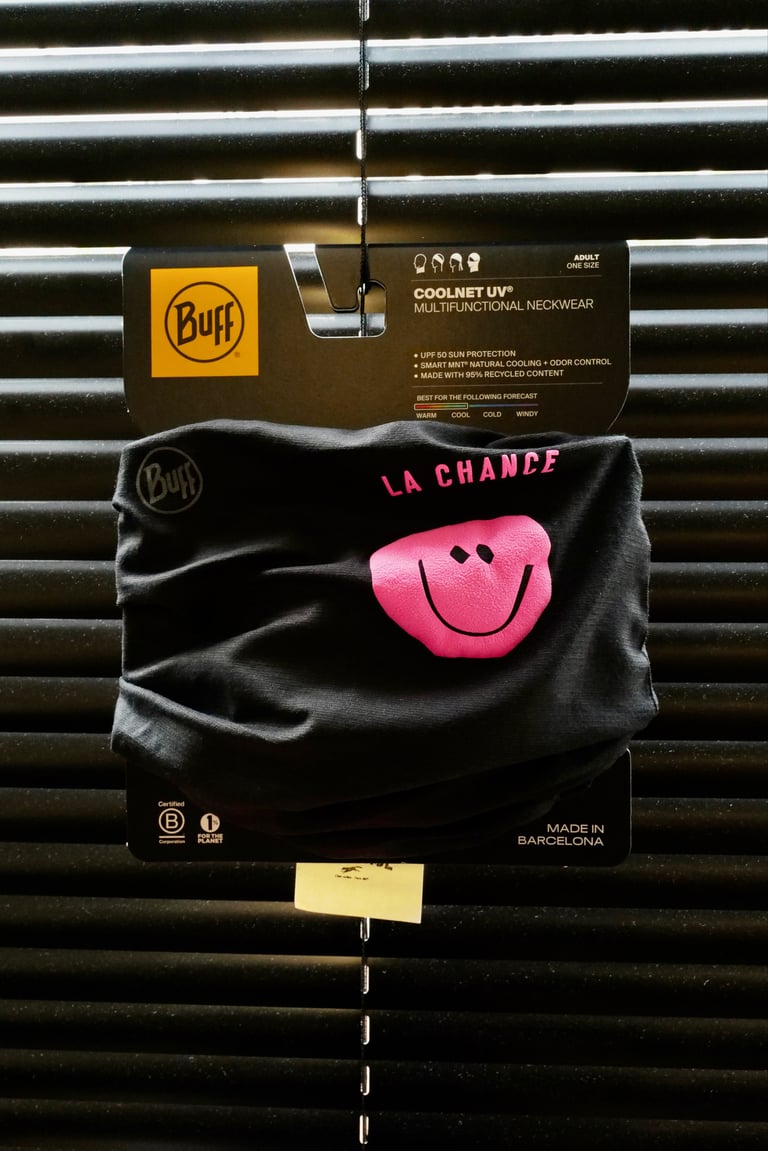 BUFF®
ADULT
ONE SIZE
COOLNET UV®
MULTIFUNCTIONAL NECKWEAR
• UPF 50 SUN PROTECTION
• SMART MNT® NATURAL COOLING + ODOR CONTROL
• MADE WITH 95% RECYCLED CONTENT
BEST FOR THE FOLLOWING FORECAST
WARM COOL COLD WINDY
BUFF
LA CHANCE
Certified
B
Corporation
1%
FOR THE
PLANET
MADE IN
BARCELONA